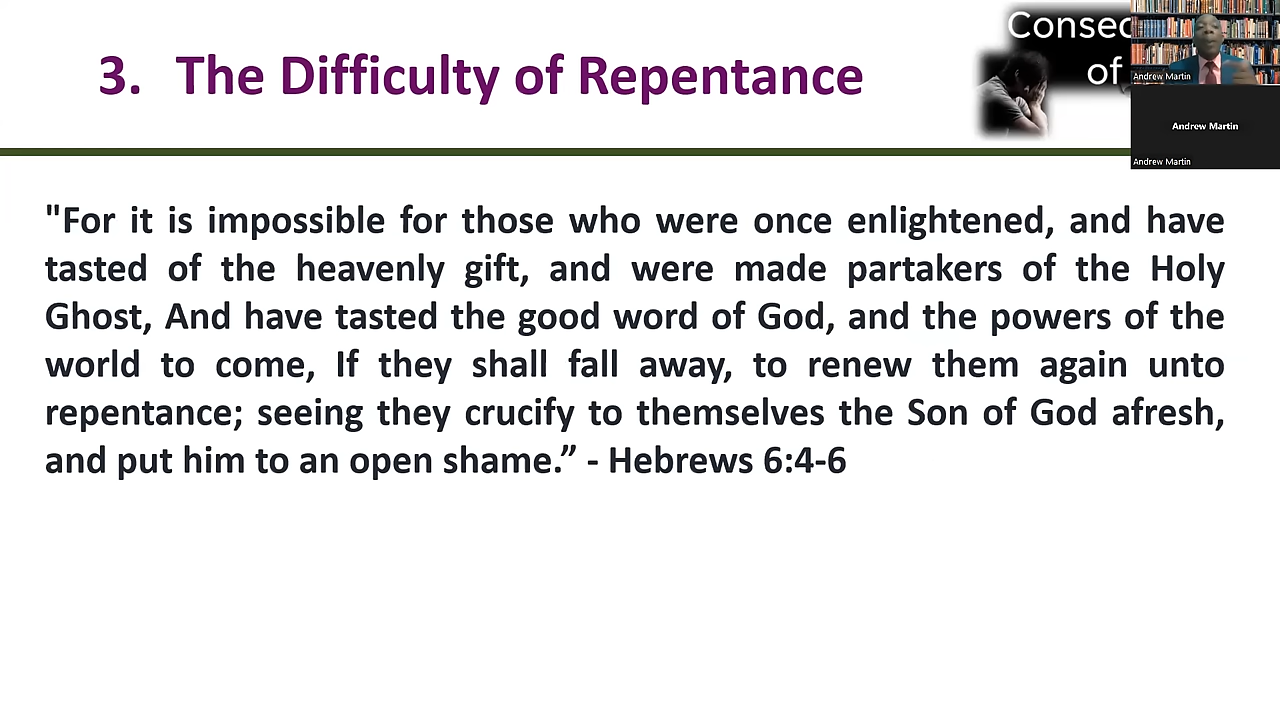 3. The Difficulty of Repentance
Consec
of
Andrew Martin
Andrew Martin
Andrew Martin
"For it is impossible for those who were once enlightened, and have
tasted of the heavenly gift, and were made partakers of the Holy
Ghost, And have tasted the good word of God, and the powers of the
world to come, If they shall fall away, to renew them again unto
repentance; seeing they crucify to themselves the Son of God afresh,
and put him to an open shame.” - Hebrews 6:4-6